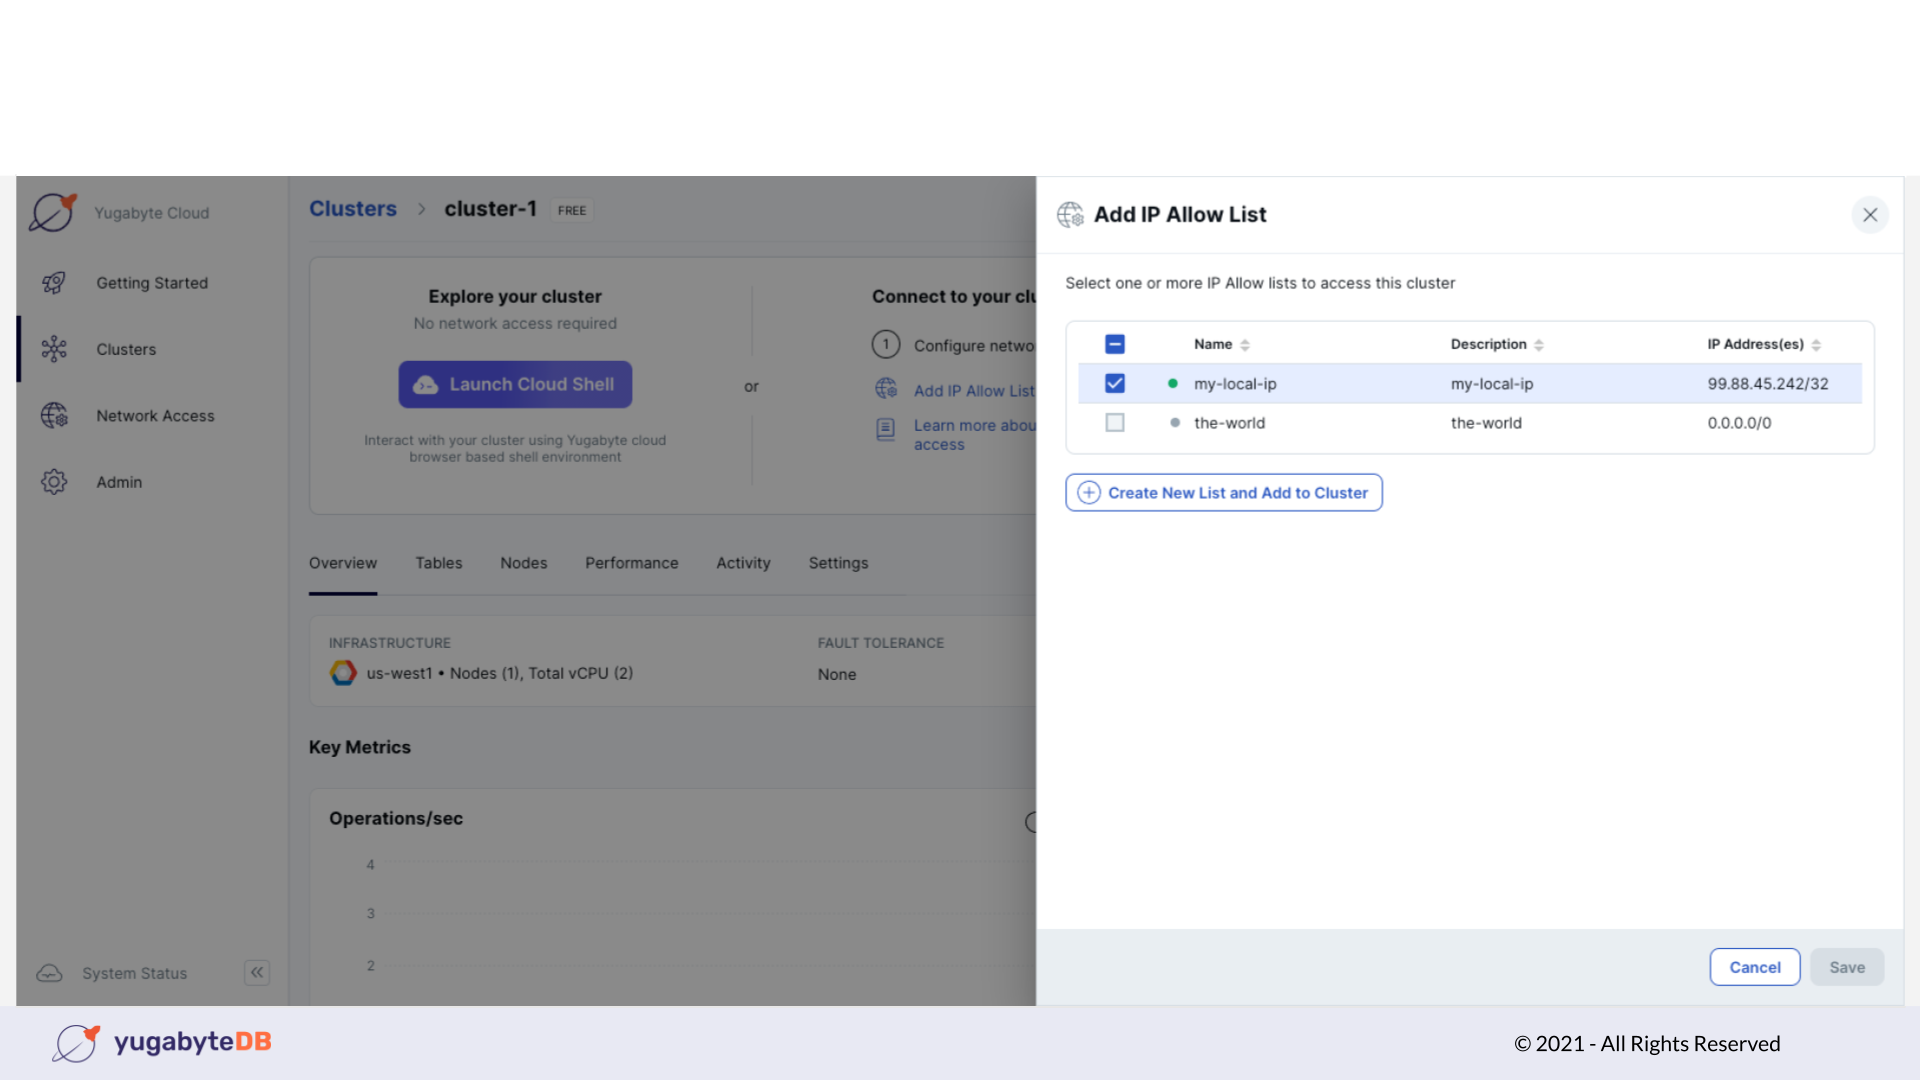 Yugabyte Cloud
Getting Started
Clusters
Network Access
Admin
System Status
Clusters > cluster-1 FREE
Explore your cluster
No network access required
Launch Cloud Shell
Interact with your cluster using Yugabyte cloud
browser based shell environment
or
Connect to your clu
1 Configure netwo
Add IP Allow List
Learn more abou
access
Overview Tables Nodes Performance Activity Settings
INFRASTRUCTURE
us-west1 • Nodes (1), Total vCPU (2)
FAULT TOLERANCE
None
Key Metrics
Operations/sec
4
3
2
Add IP Allow List
Select one or more IP Allow lists to access this cluster
Name Description IP Address(es)
my-local-ip my-local-ip 99.88.45.242/32
the-world the-world 0.0.0.0/0
Create New List and Add to Cluster
Cancel Save
yugabyteDB
© 2021 - All Rights Reserved